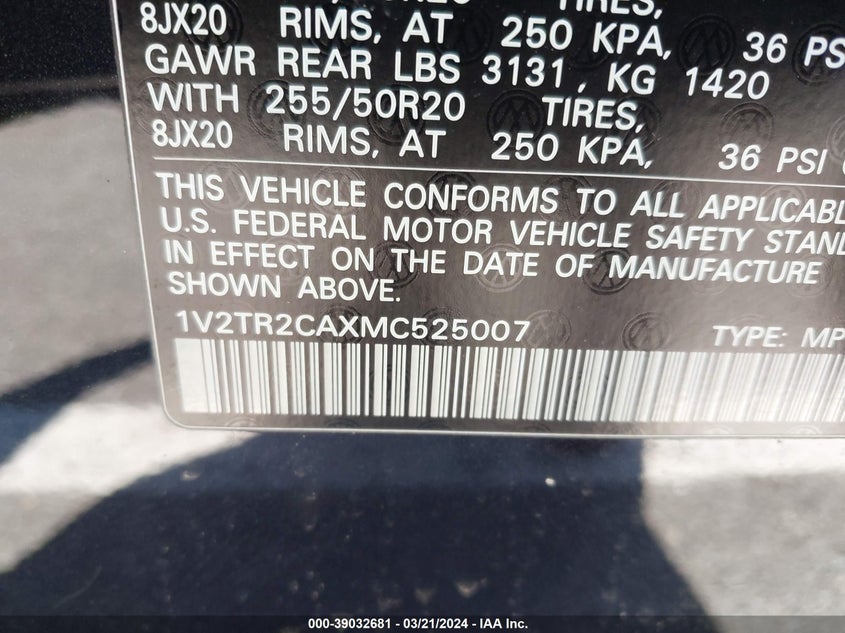 8JX20 RIMS, AT 250 KPA, 36 PS
GAWR REAR LBS 3131, KG 1420
WITH 255/50R20 TIRES,
8JX20 RIMS, AT 250 KPA, 36 PSI
THIS VEHICLE CONFORMS TO ALL APPLICABL
U.S. FEDERAL MOTOR VEHICLE SAFETY STAN
IN EFFECT ON THE DATE OF MANUFACTURE
SHOWN ABOVE.
1V2TR2CAXMC525007 TYPE: MP
000-39032681 - 03/21/2024 - IAA Inc.